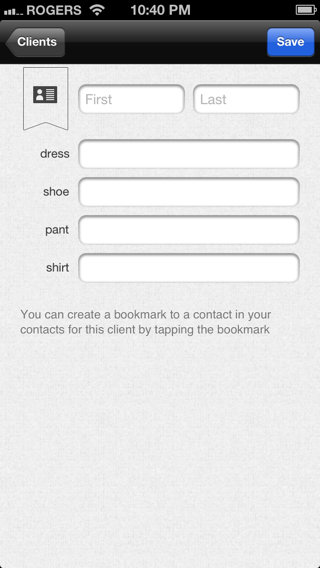 ROGERS 10:40 PM
Clients Save
First Last
dress
shoe
pant
shirt
You can create a bookmark to a contact in your
contacts for this client by tapping the bookmark